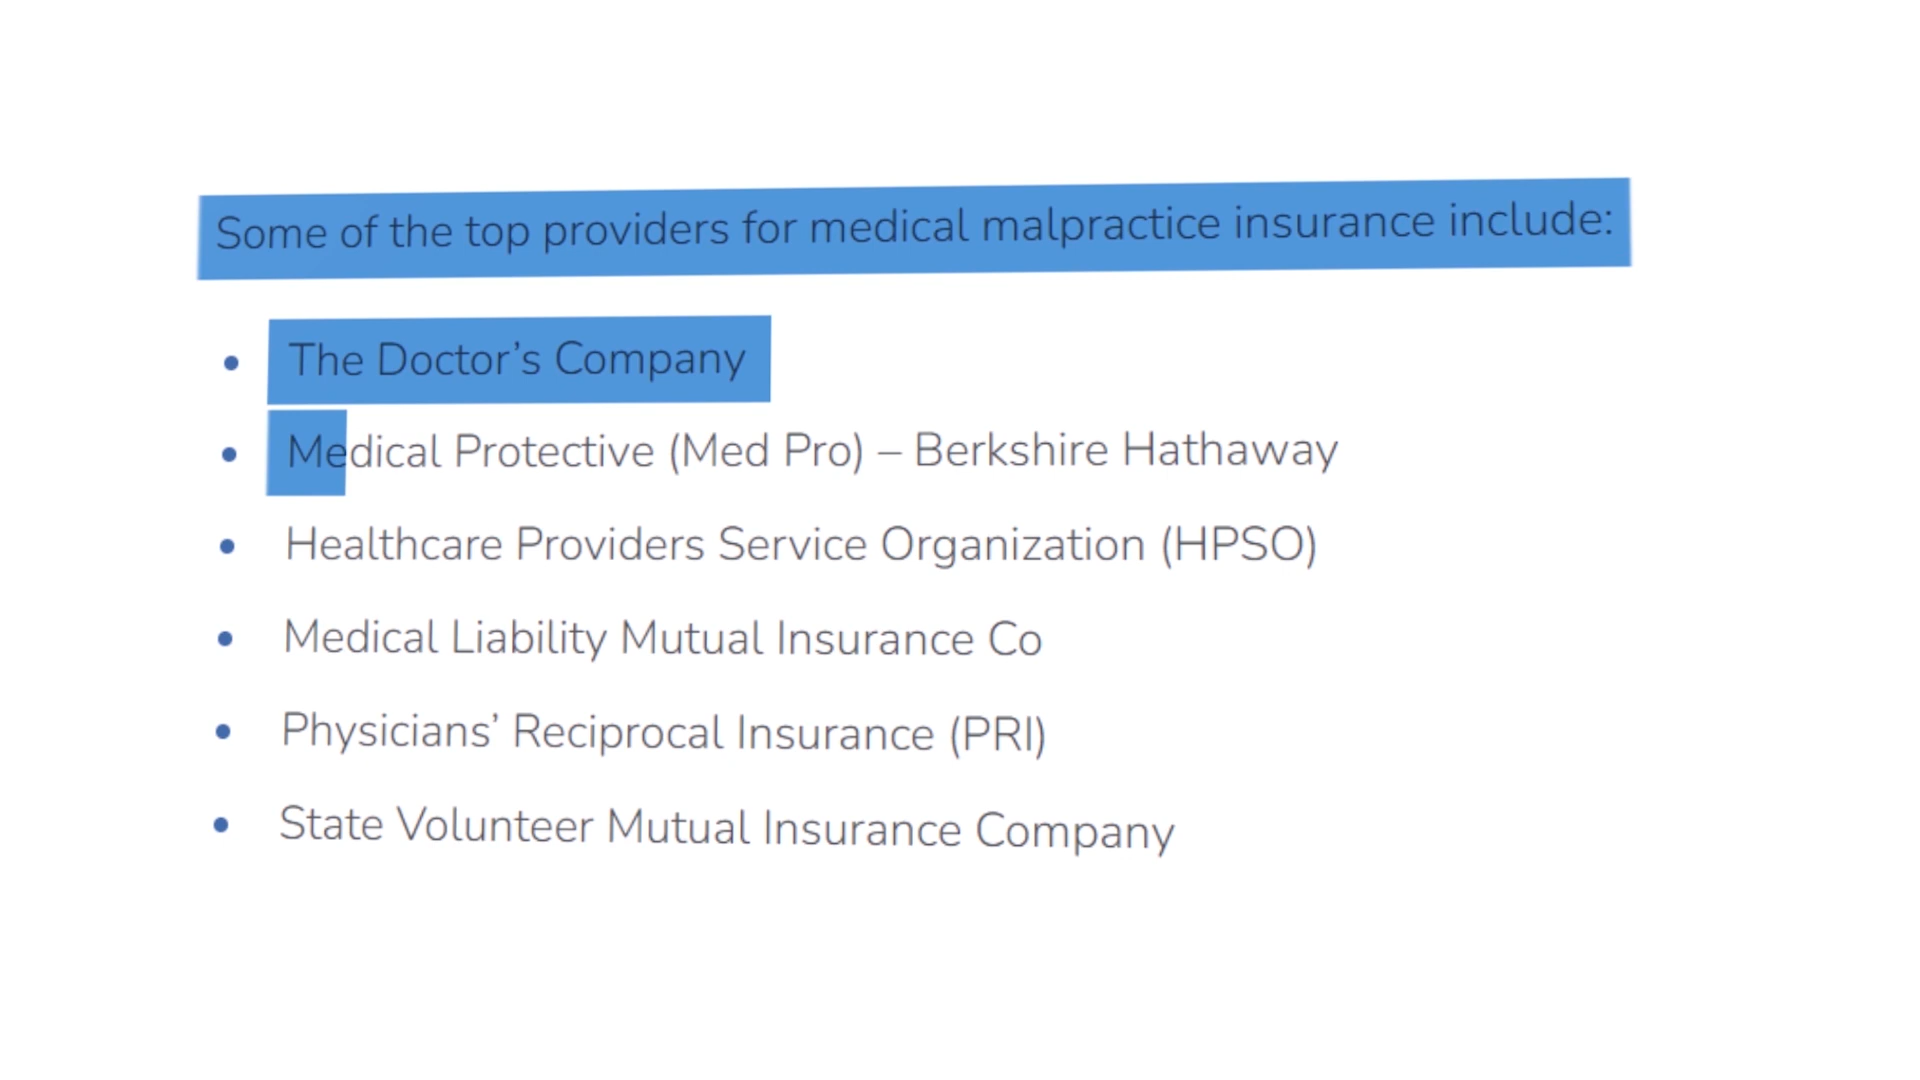 Some of the top providers for medical malpractice insurance include:
• The Doctor’s Company
• Medical Protective (Med Pro) – Berkshire Hathaway
• Healthcare Providers Service Organization (HPSO)
• Medical Liability Mutual Insurance Co
• Physicians’ Reciprocal Insurance (PRI)
• State Volunteer Mutual Insurance Company